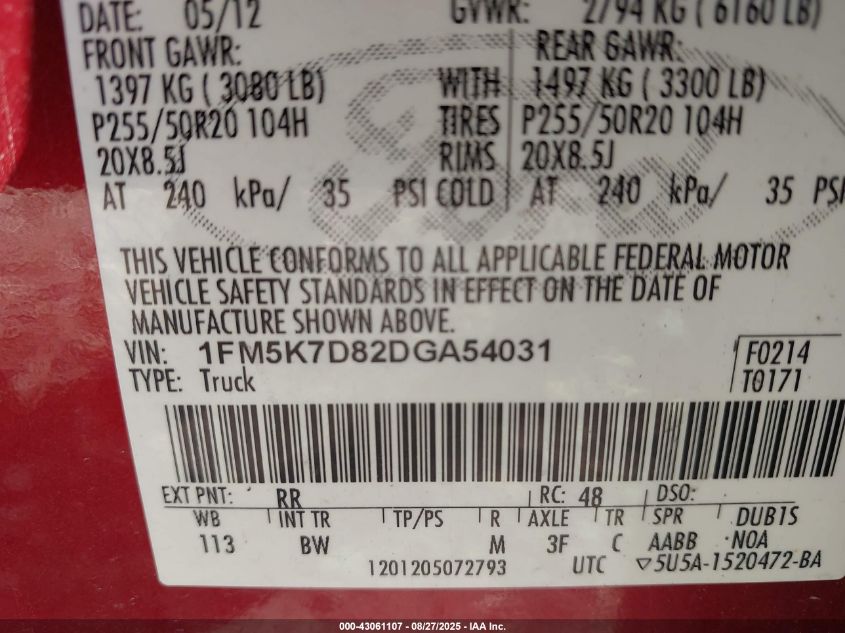 DATE: 05/12 GVWR: 2794 KG ( 6160 LB)
FRONT GAWR: REAR GAWR:
1397 KG ( 3080 LB) WITH 1497 KG ( 3300 LB)
P255/50R20 104H TIRES P255/50R20 104H
20X8.5J RIMS 20X8.5J
AT 240 kPa/ 35 PSI COLD AT 240 kPa/ 35 PSI
THIS VEHICLE CONFORMS TO ALL APPLICABLE FEDERAL MOTOR
VEHICLE SAFETY STANDARDS IN EFFECT ON THE DATE OF
MANUFACTURE SHOWN ABOVE.
VIN: 1FM5K7D82DGA54031 F0214
TYPE: Truck T0171
EXT PNT: RR RC: 48 DSO:
WB INT TR TP/PS R AXLE TR SPR DUB1S
113 BW M 3F C AABB NOA
1201205072793 UTC ▽5U5A-1520472-BA
Ford
000-43061107 - 08/27/2025 - IAA Inc.